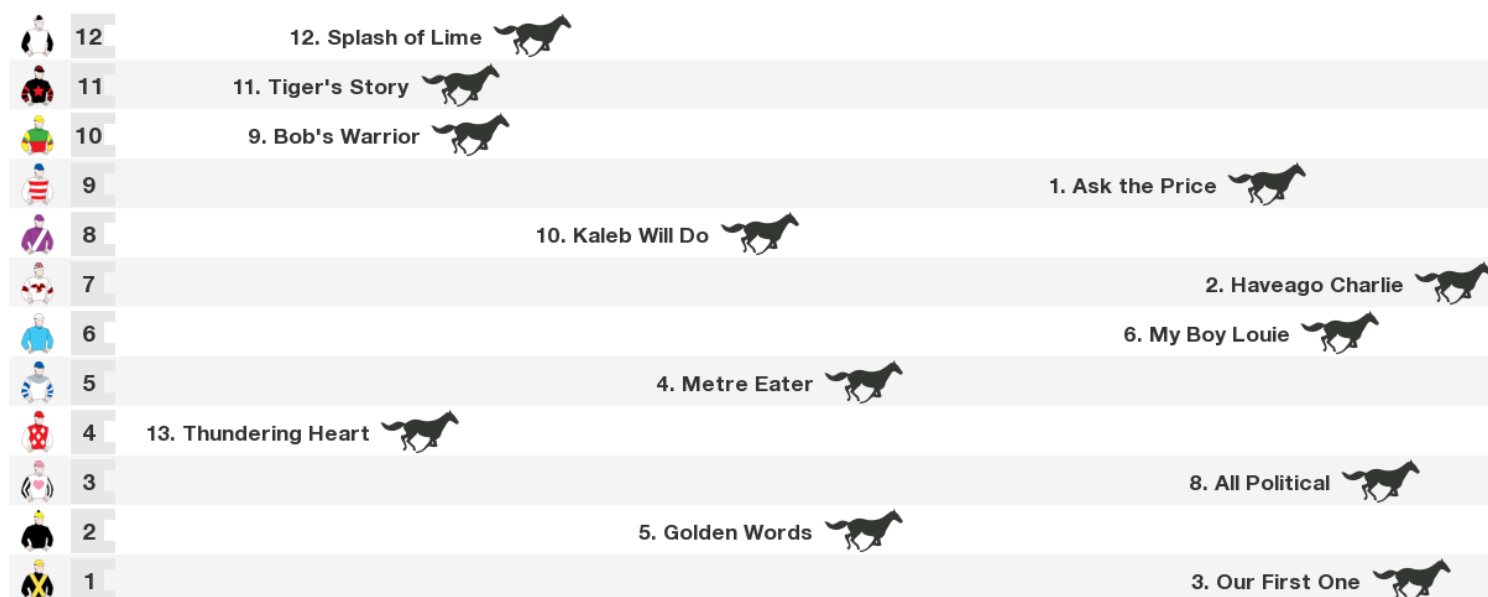 12 12. Splash of Lime
11 11. Tiger's Story
10 9. Bob's Warrior
9 1. Ask the Price
8 10. Kaleb Will Do
7 2. Haveago Charlie
6 6. My Boy Louie
5 4. Metre Eater
4 13. Thundering Heart
3 8. All Political
2 5. Golden Words
1 3. Our First One